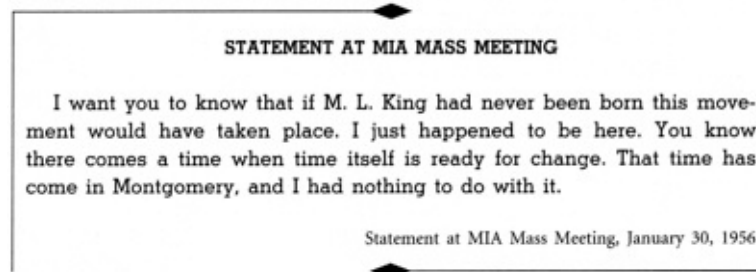 STATEMENT AT MIA MASS MEETING
I want you to know that if M. L. King had never been born this move-
ment would have taken place. I just happened to be here. You know
there comes a time when time itself is ready for change. That time has
come in Montgomery, and I had nothing to do with it.
Statement at MIA Mass Meeting, January 30, 1956